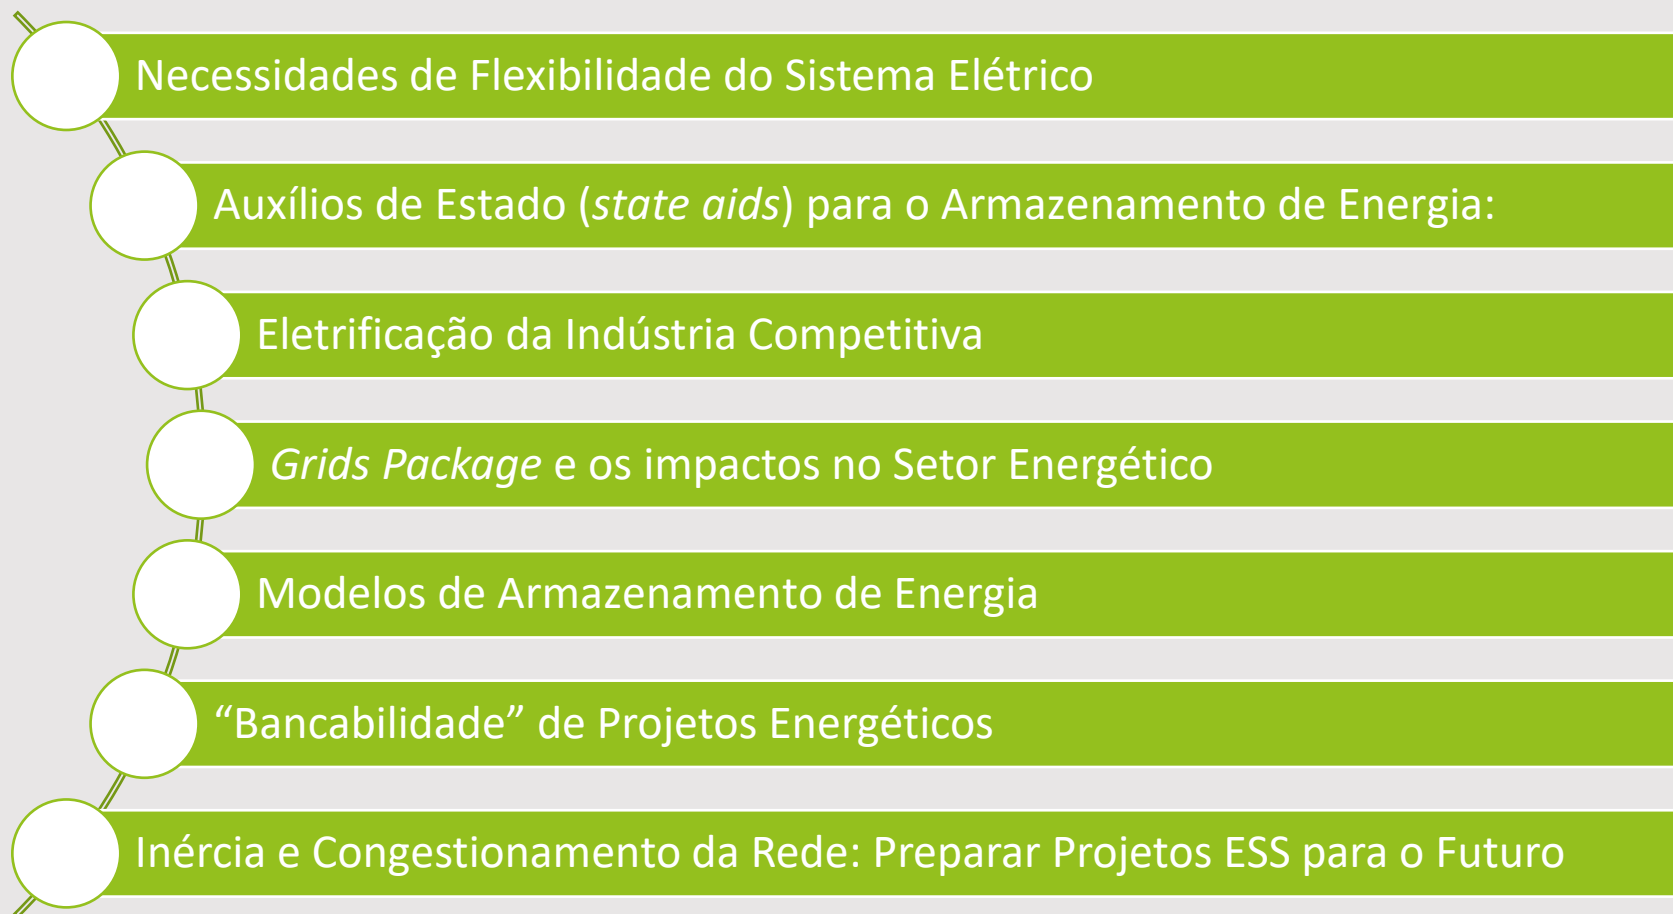 Necessidades de Flexibilidade do Sistema Elétrico
Auxílios de Estado (state aids) para o Armazenamento de Energia:
Eletrificação da Indústria Competitiva
Grids Package e os impactos no Setor Energético
Modelos de Armazenamento de Energia
“Bancabilidade” de Projetos Energéticos
Inércia e Congestionamento da Rede: Preparar Projetos ESS para o Futuro